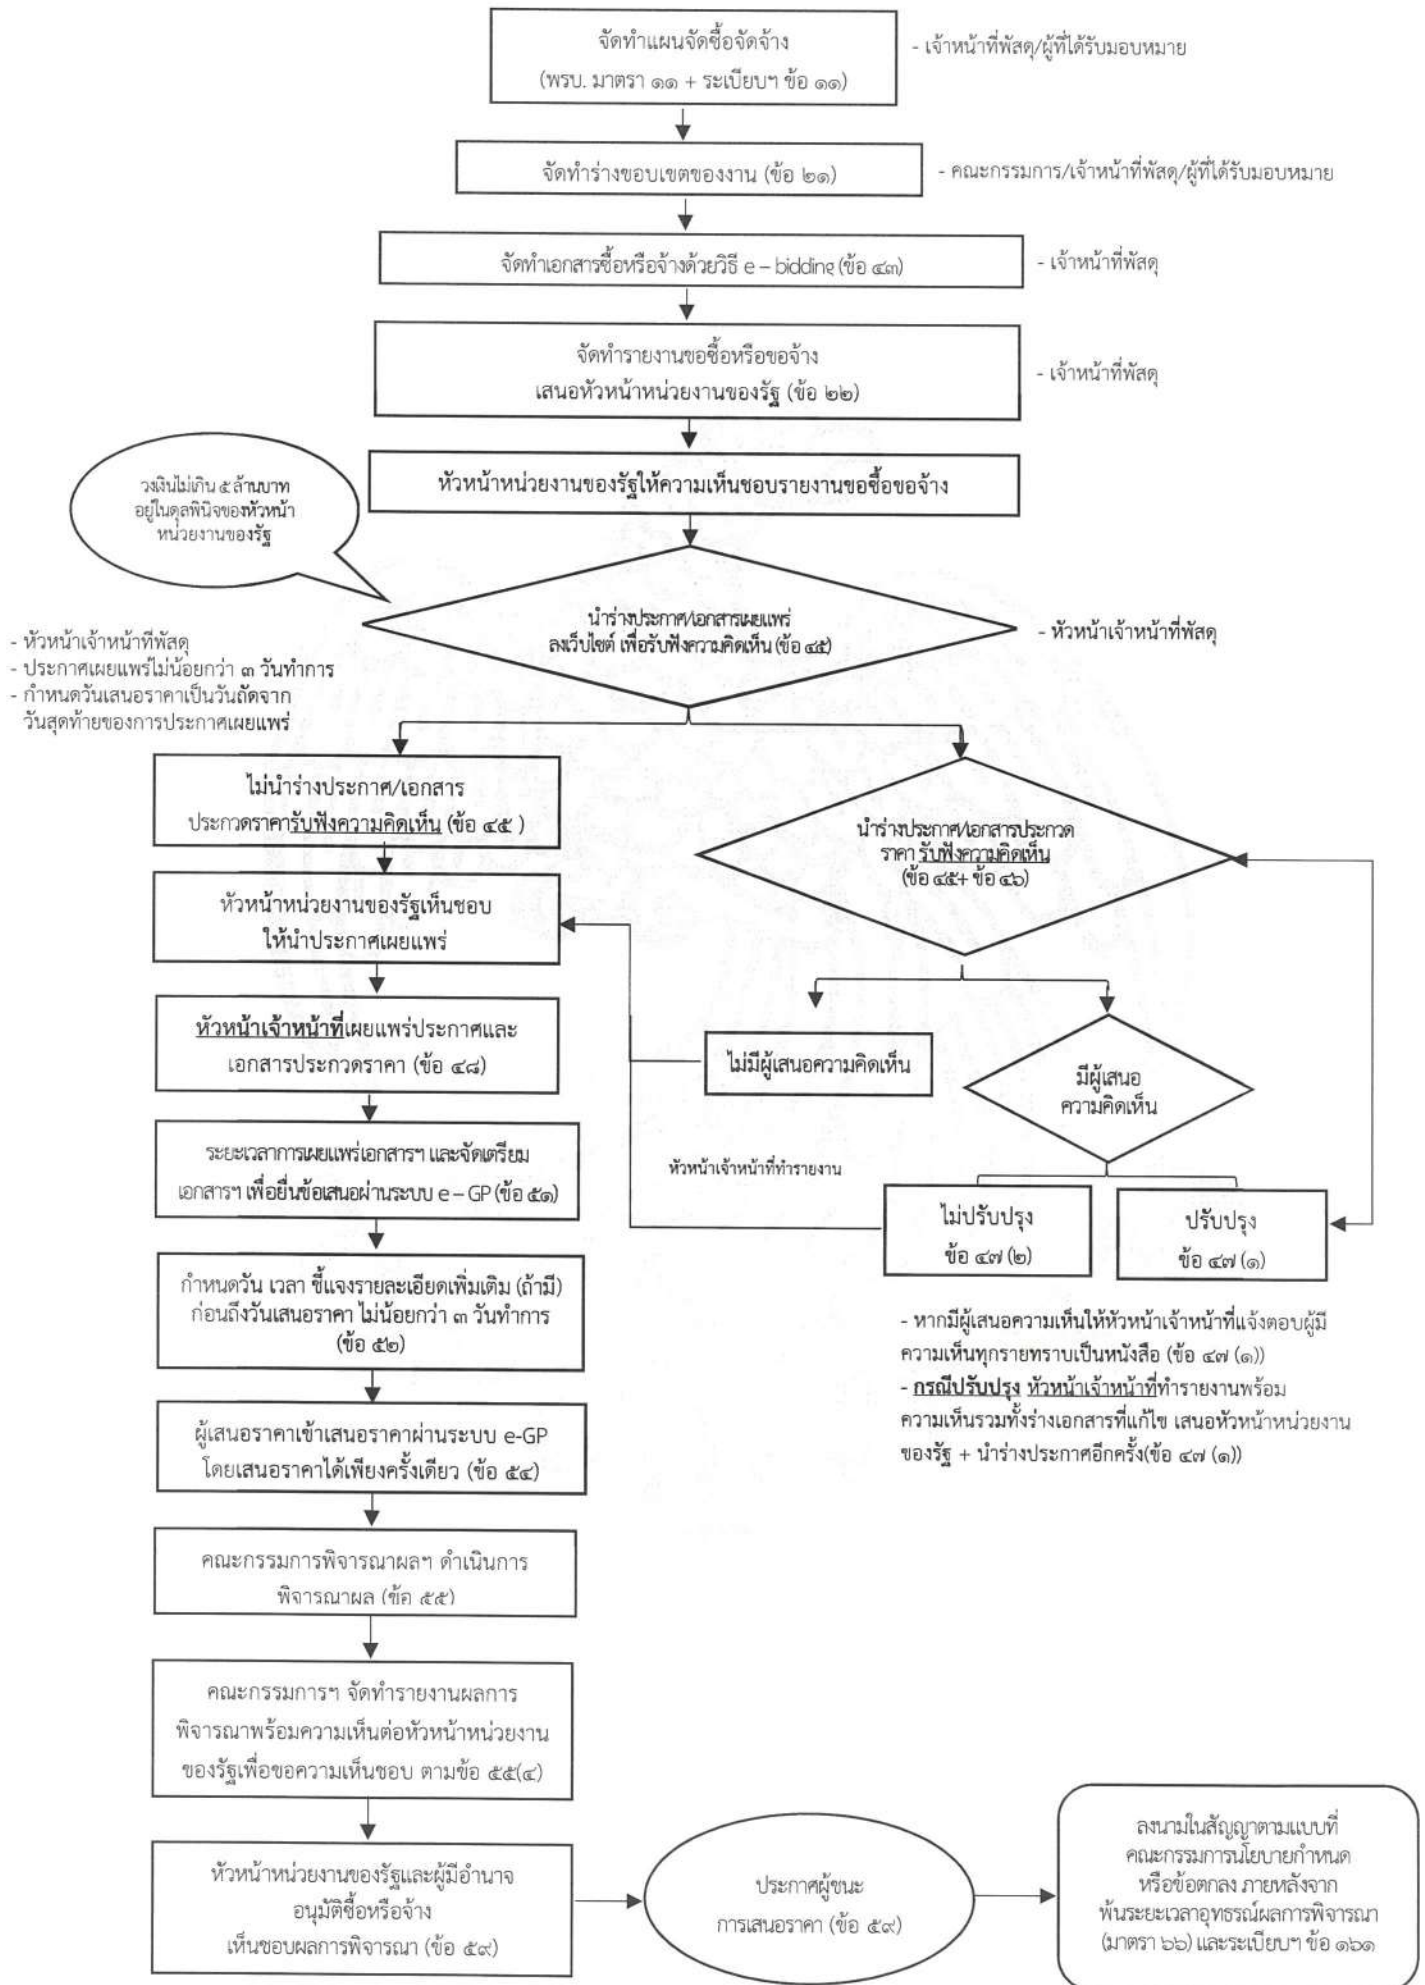 จัดทำแผนจัดซื้อจัดจ้าง
(พรบ. มาตรา ๑๑ + ระเบียบฯ ข้อ ๑๑)
- เจ้าหน้าที่พัสดุ/ผู้ที่ได้รับมอบหมาย
จัดทำร่างขอบเขตของงาน (ข้อ ๒๑)
- คณะกรรมการ/เจ้าหน้าที่พัสดุ/ผู้ที่ได้รับมอบหมาย
จัดทำเอกสารซื้อหรือจ้างด้วยวิธี e – bidding (ข้อ ๔๓)
- เจ้าหน้าที่พัสดุ
จัดทำรายงานขอซื้อหรือขอจ้าง
เสนอหัวหน้าหน่วยงานของรัฐ (ข้อ ๒๒)
- เจ้าหน้าที่พัสดุ
หัวหน้าหน่วยงานของรัฐให้ความเห็นชอบรายงานขอซื้อขอจ้าง
วงเงินไม่เกิน ๕ ล้านบาท
อยู่ในดุลพินิจของหัวหน้า
หน่วยงานของรัฐ
นำร่างประกาศ/เอกสารเผยแพร่
ลงเว็บไซต์ เพื่อรับฟังความคิดเห็น (ข้อ ๔๕)
- หัวหน้าเจ้าหน้าที่พัสดุ
- หัวหน้าเจ้าหน้าที่พัสดุ
- ประกาศเผยแพร่ไม่น้อยกว่า ๓ วันทำการ
- กำหนดวันเสนอราคาเป็นวันถัดจาก
วันสุดท้ายของการประกาศเผยแพร่
ไม่นำร่างประกาศ/เอกสาร
ประกวดราคารับฟังความคิดเห็น (ข้อ ๔๕ )
นำร่างประกาศ/เอกสารประกวด
ราคา รับฟังความคิดเห็น
(ข้อ ๔๕+ ข้อ ๔๖)
หัวหน้าหน่วยงานของรัฐเห็นชอบ
ให้นำประกาศเผยแพร่
หัวหน้าเจ้าหน้าที่เผยแพร่ประกาศและ
เอกสารประกวดราคา (ข้อ ๔๘)
ไม่มีผู้เสนอความคิดเห็น
มีผู้เสนอ
ความคิดเห็น
ระยะเวลาการเผยแพร่เอกสารฯ และจัดเตรียม
เอกสารฯ เพื่อยื่นข้อเสนอผ่านระบบ e – GP (ข้อ ๕๑)
หัวหน้าเจ้าหน้าที่ทำรายงาน
ไม่ปรับปรุง
ข้อ ๔๗ (๒)
ปรับปรุง
ข้อ ๔๗ (๑)
กำหนดวัน เวลา ชี้แจงรายละเอียดเพิ่มเติม (ถ้ามี)
ก่อนถึงวันเสนอราคา ไม่น้อยกว่า ๓ วันทำการ
(ข้อ ๕๒)
- หากมีผู้เสนอความเห็นให้หัวหน้าเจ้าหน้าที่แจ้งตอบผู้มี
ความเห็นทุกรายทราบเป็นหนังสือ (ข้อ ๔๗ (๑))
- กรณีปรับปรุง หัวหน้าเจ้าหน้าที่ทำรายงานพร้อม
ความเห็นรวมทั้งร่างเอกสารที่แก้ไข เสนอหัวหน้าหน่วยงาน
ของรัฐ + นำร่างประกาศอีกครั้ง(ข้อ ๔๗ (๑))
ผู้เสนอราคาเข้าเสนอราคาผ่านระบบ e-GP
โดยเสนอราคาได้เพียงครั้งเดียว (ข้อ ๕๔)
คณะกรรมการพิจารณาผลฯ ดำเนินการ
พิจารณาผล (ข้อ ๕๕)
คณะกรรมการฯ จัดทำรายงานผลการ
พิจารณาพร้อมความเห็นต่อหัวหน้าหน่วยงาน
ของรัฐเพื่อขอความเห็นชอบ ตามข้อ ๕๕(๔)
หัวหน้าหน่วยงานของรัฐและผู้มีอำนาจ
อนุมัติซื้อหรือจ้าง
เห็นชอบผลการพิจารณา (ข้อ ๕๙)
ประกาศผู้ชนะ
การเสนอราคา (ข้อ ๕๙)
ลงนามในสัญญาตามแบบที่
คณะกรรมการนโยบายกำหนด
หรือข้อตกลง ภายหลังจาก
พ้นระยะเวลาอุทธรณ์ผลการพิจารณา
(มาตรา ๖๖) และระเบียบฯ ข้อ ๑๖๑